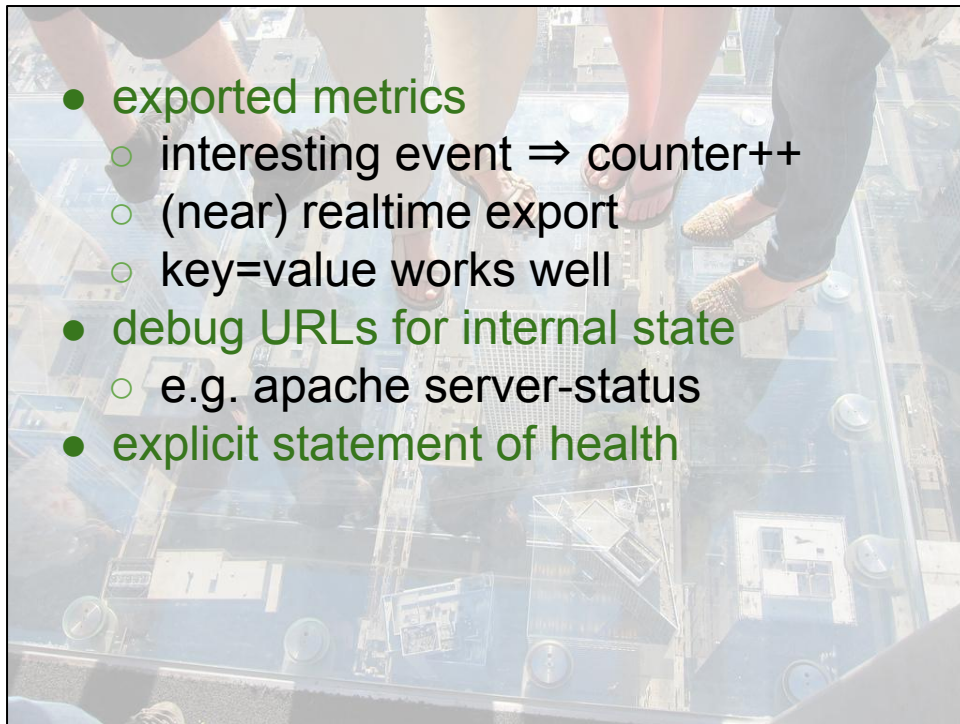 ● exported metrics
○ interesting event ⇒ counter++
○ (near) realtime export
○ key=value works well
● debug URLs for internal state
○ e.g. apache server-status
● explicit statement of health